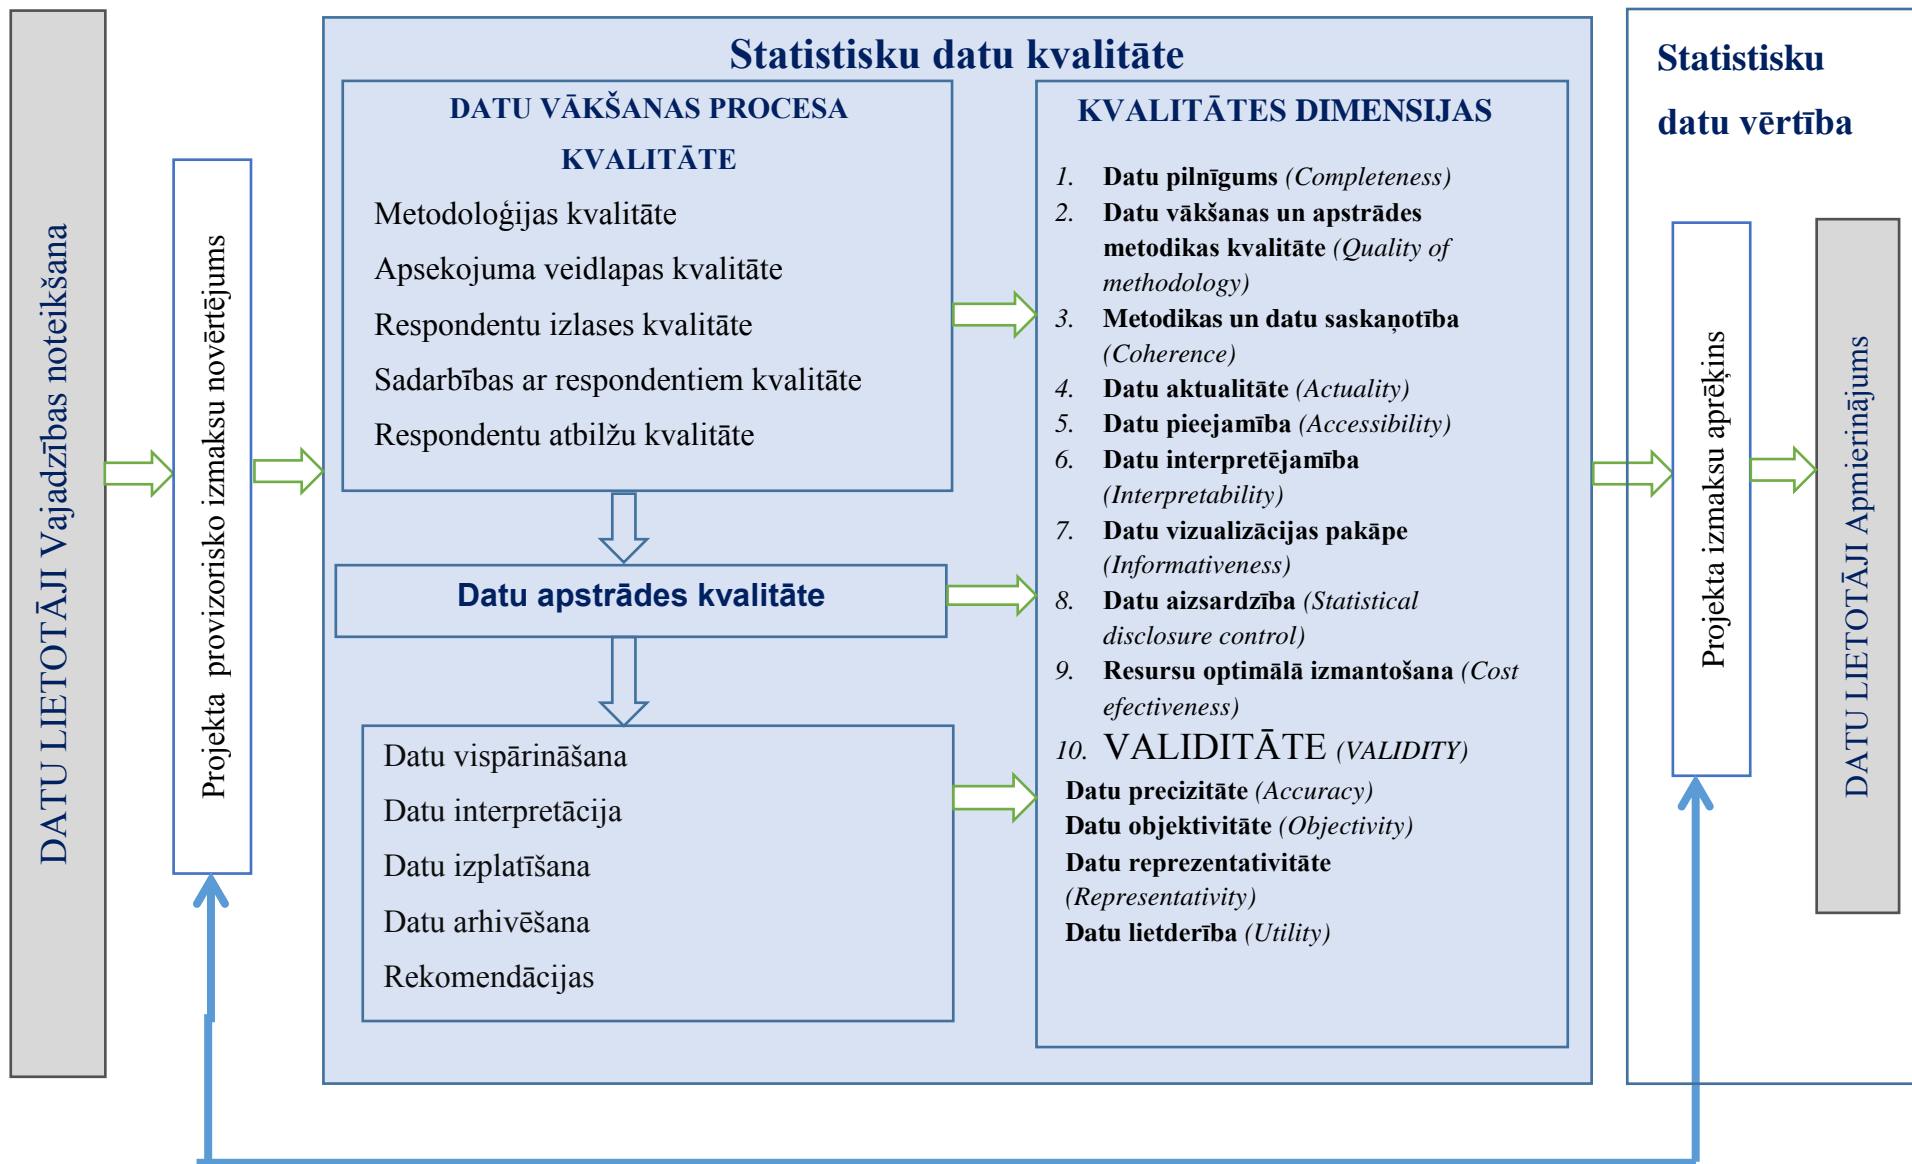 DATU LIETOTĀJI Vajadzības noteikšana
Projekta provizorisko izmaksu novērtējums
Statistisku datu kvalitāte
DATU VĀKŠANAS PROCESA
KVALITĀTE
Metodoloģijas kvalitāte
Apsekojuma veidlapas kvalitāte
Respondentu izlases kvalitāte
Sadarbības ar respondentiem kvalitāte
Respondentu atbilžu kvalitāte
Datu apstrādes kvalitāte
Datu vispārināšana
Datu interpretācija
Datu izplatīšana
Datu arhivēšana
Rekomendācijas
KVALITĀTES DIMENSIJAS
1. Datu pilnīgums (Completeness)
2. Datu vākšanas un apstrādes
metodikas kvalitāte (Quality of
methodology)
3. Metodikas un datu saskaņotība
(Coherence)
4. Datu aktualitāte (Actuality)
5. Datu pieejamība (Accessibility)
6. Datu interpretējamība
(Interpretability)
7. Datu vizualizācijas pakāpe
(Informativeness)
8. Datu aizsardzība (Statistical
disclosure control)
9. Resursu optimālā izmantošana (Cost
efectiveness)
10. VALIDITĀTE (VALIDITY)
Datu precizitāte (Accuracy)
Datu objektivitāte (Objectivity)
Datu reprezentativitāte
(Representativity)
Datu lietderība (Utility)
Statistisku
datu vērtība
Projekta izmaksu aprēķins
DATU LIETOTĀJI Apmierinājums